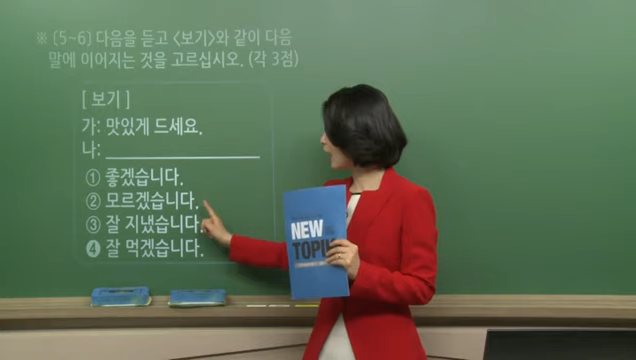 ※ [5~6] 다음을 듣고 <보기>와 같이 다음
말에 이어지는 것을 고르십시오. (각 3점)
[ 보기 ]
가: 맛있게 드세요.
나:
① 좋겠습니다.
② 모르겠습니다.
③ 잘 지냈습니다.
❹ 잘 먹겠습니다.
NEW
TOPIK